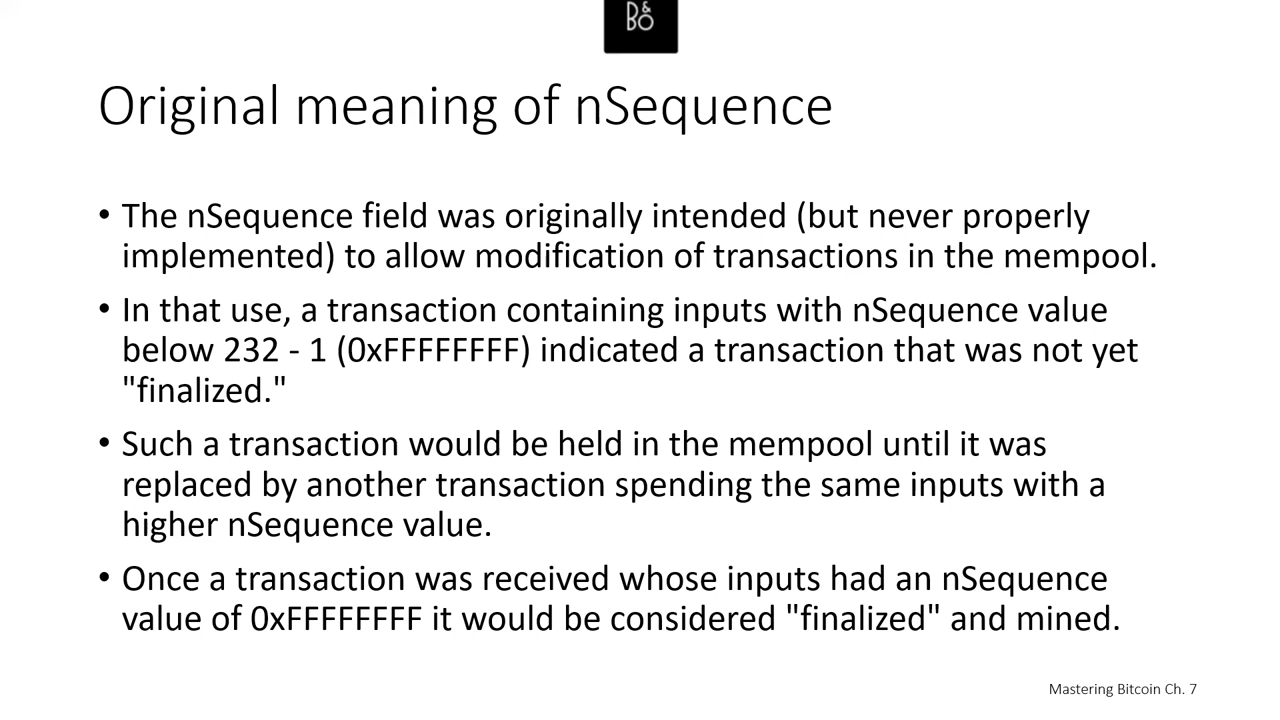 D&
BO
Original meaning of nSequence
• The nSequence field was originally intended (but never properly
implemented) to allow modification of transactions in the mempool.
• In that use, a transaction containing inputs with nSequence value
below 232 - 1 (0xFFFFFFFF) indicated a transaction that was not yet
"finalized."
• Such a transaction would be held in the mempool until it was
replaced by another transaction spending the same inputs with a
higher nSequence value.
• Once a transaction was received whose inputs had an nSequence
value of 0xFFFFFFFF it would be considered "finalized" and mined.
Mastering Bitcoin Ch. 7